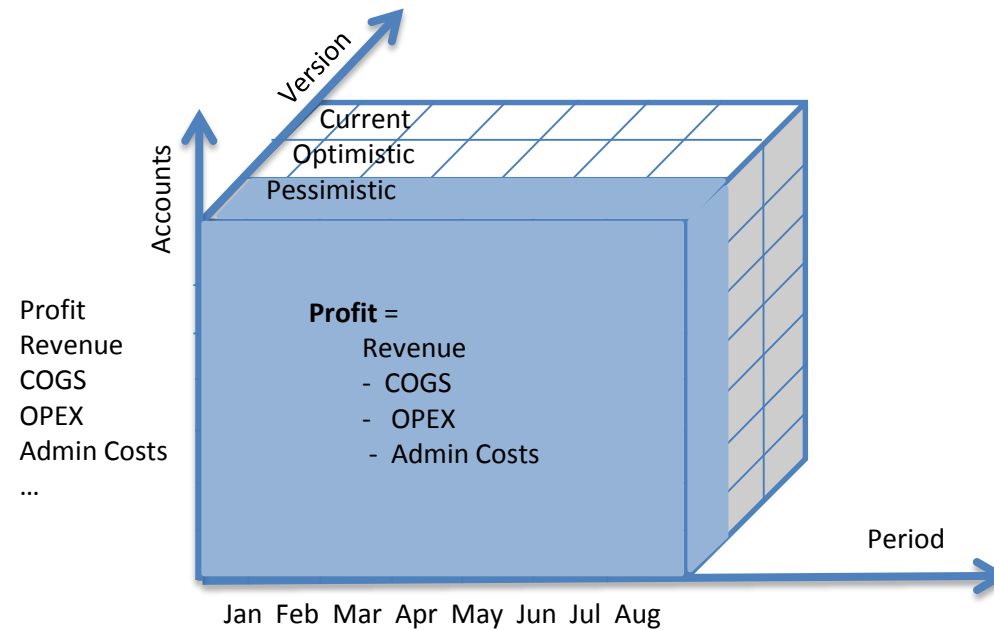 Version
Current
Optimistic
Pessimistic
Accounts
Profit
Revenue
COGS
OPEX
Admin Costs
...
Profit =
Revenue
- COGS
- OPEX
- Admin Costs
Period
Jan Feb Mar Apr May Jun Jul Aug